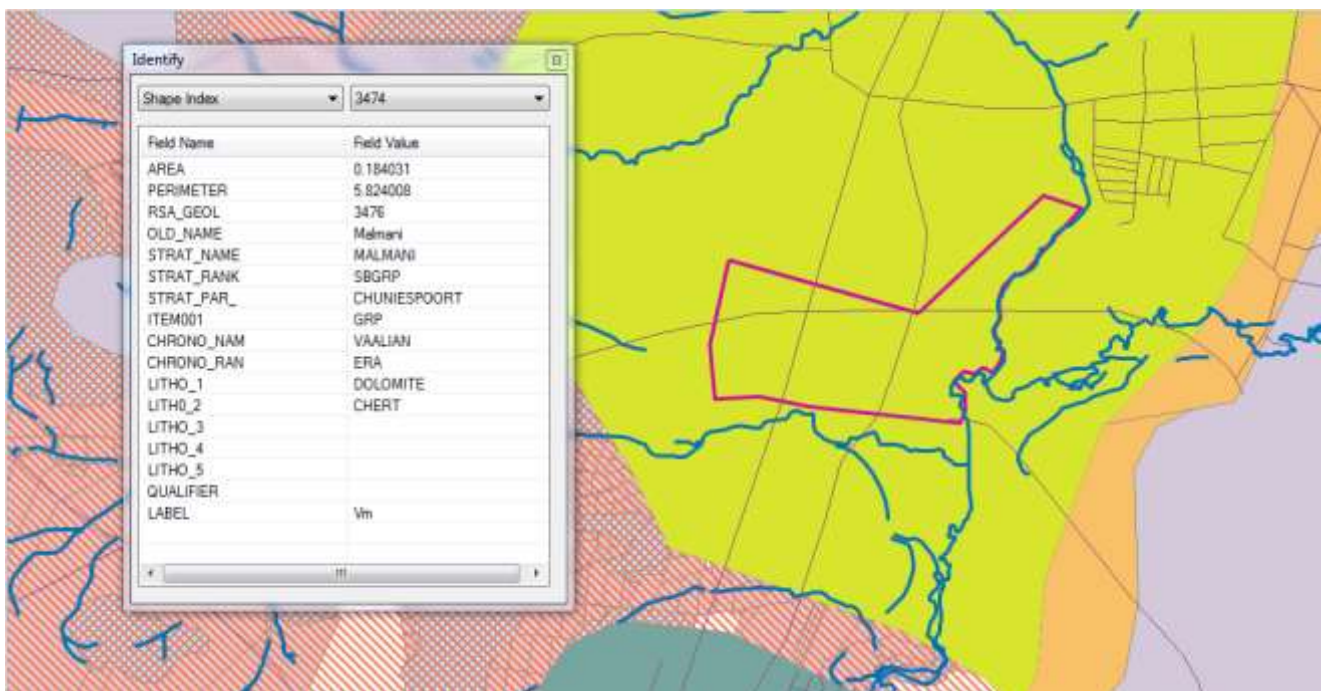 Identify
Shape Index 3474
Field Name Field Value
AREA 0.184031
PERIMETER 5.824008
RSA_GEOL 3476
OLD_NAME Malmani
STRAT_NAME MALMANI
STRAT_RANK SBGRP
STRAT_PAR_ CHUNIESPOORT
ITEM001 GRP
CHRONO_NAM VAALIAN
CHRONO_RAN ERA
LITHO_1 DOLOMITE
LITHO_2 CHERT
LITHO_3
LITHO_4
LITHO_5
QUALIFIER
LABEL Vm